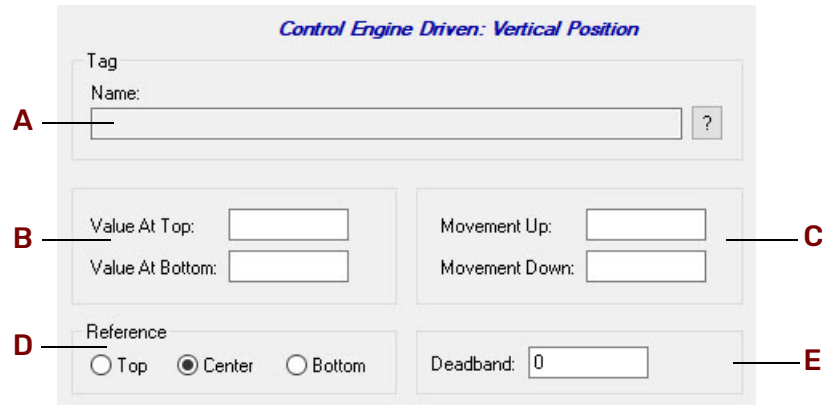 Control Engine Driven: Vertical Position
Tag
Name:
A
?
B
Value At Top:
Value At Bottom:
Movement Up:
Movement Down:
C
D
Reference
Top
Center
Bottom
Deadband: 0
E